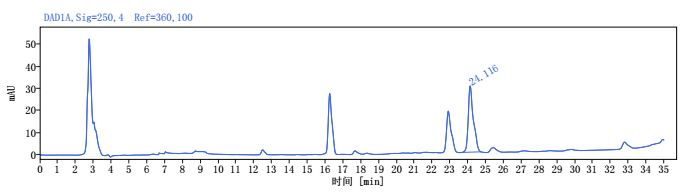 DAD1A,Sig=250,4 Ref=360,100
50
40
30
20
10
0
mAU
24.116
0 1 2 3 4 5 6 7 8 9 10 11 12 13 14 15 16 17 18 19 20 21 22 23 24 25 26 27 28 29 30 31 32 33 34 35
时间 [min]